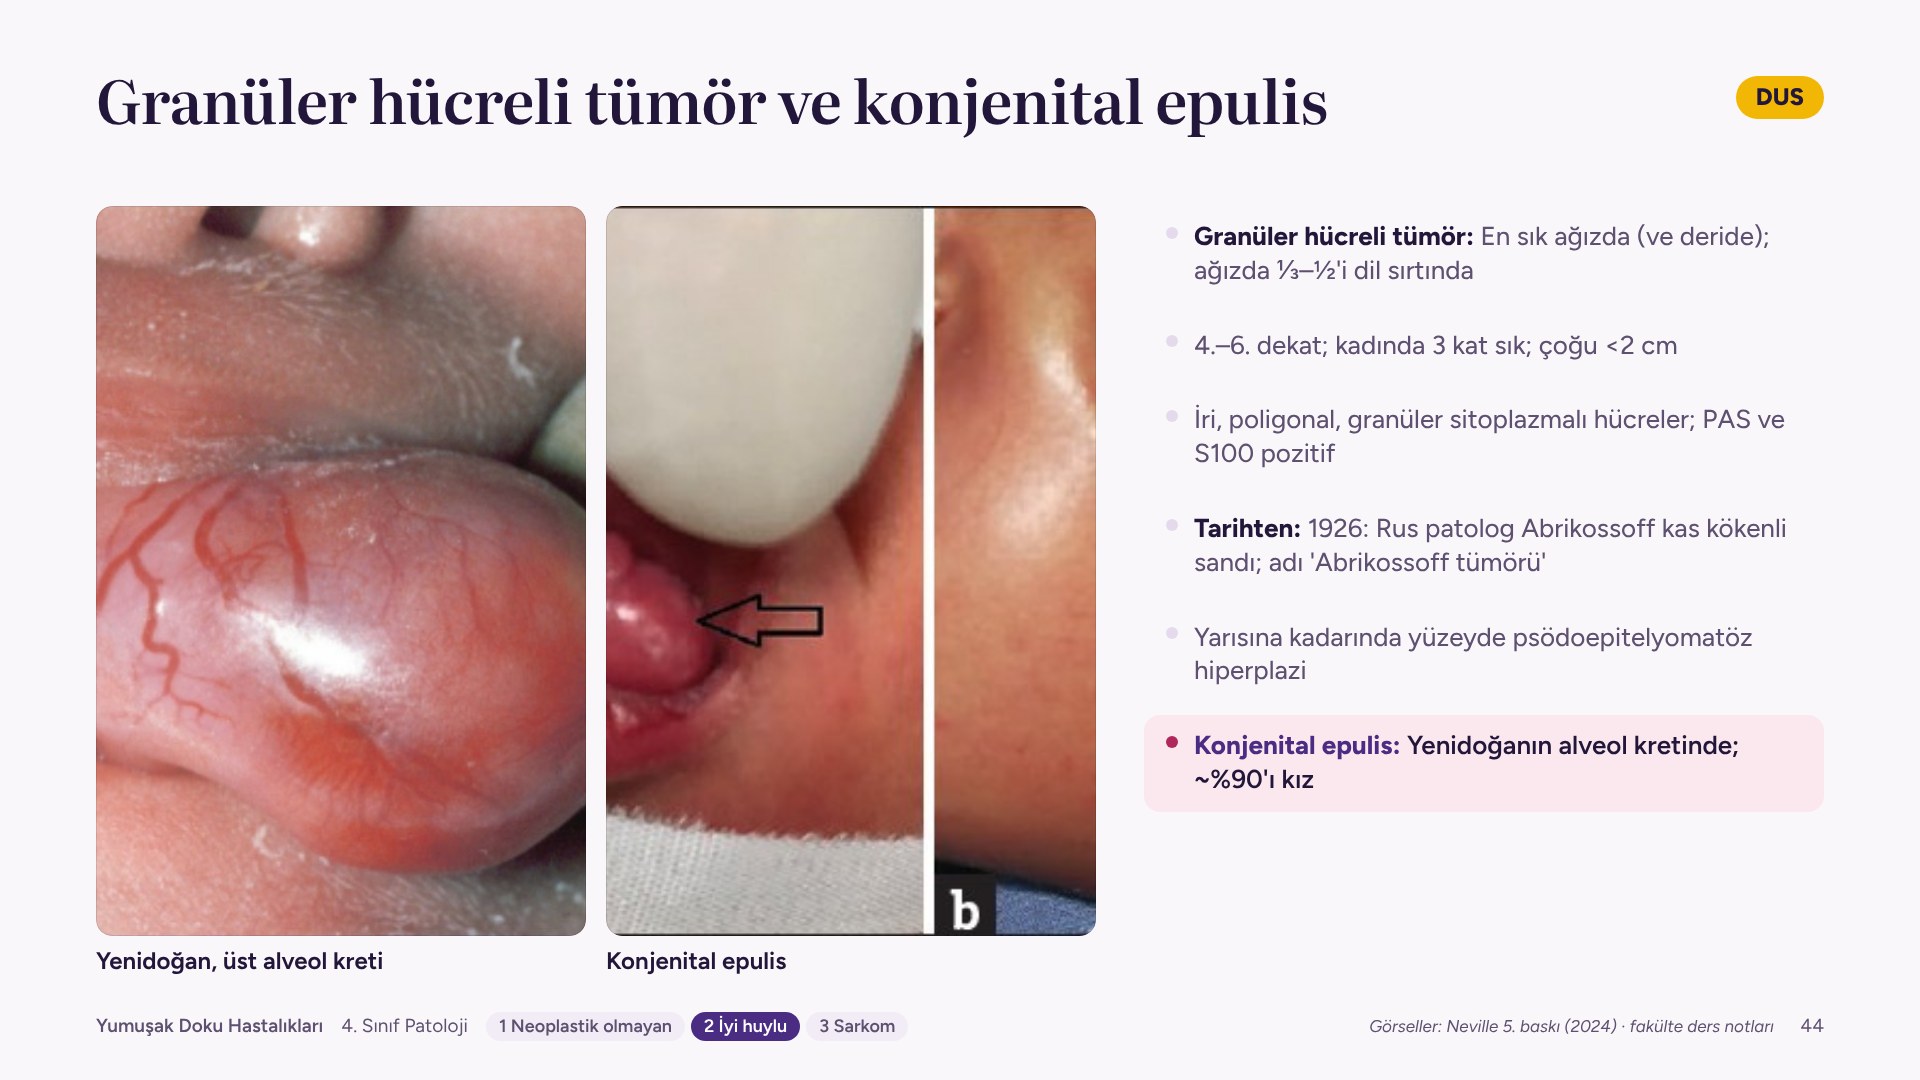 Granüler hücreli tümör ve konjenital epulis
DUS
b
Yenidoğan, üst alveol kreti
Konjenital epulis
Granüler hücreli tümör: En sık ağızda (ve deride);
ağızda ⅓–½'i dil sırtında
4.–6. dekat; kadında 3 kat sık; çoğu <2 cm
İri, poligonal, granüler sitoplazmalı hücreler; PAS ve
S100 pozitif
Tarihten: 1926: Rus patolog Abrikossoff kas kökenli
sandı; adı 'Abrikossoff tümörü'
Yarısına kadarında yüzeyde psödoepitelyomatöz
hiperplazi
Konjenital epulis: Yenidoğanın alveol kretinde;
~%90'ı kız
Yumuşak Doku Hastalıkları 4. Sınıf Patoloji 1 Neoplastik olmayan 2 İyi huylu 3 Sarkom
Görseller: Neville 5. baskı (2024) · fakülte ders notları 44